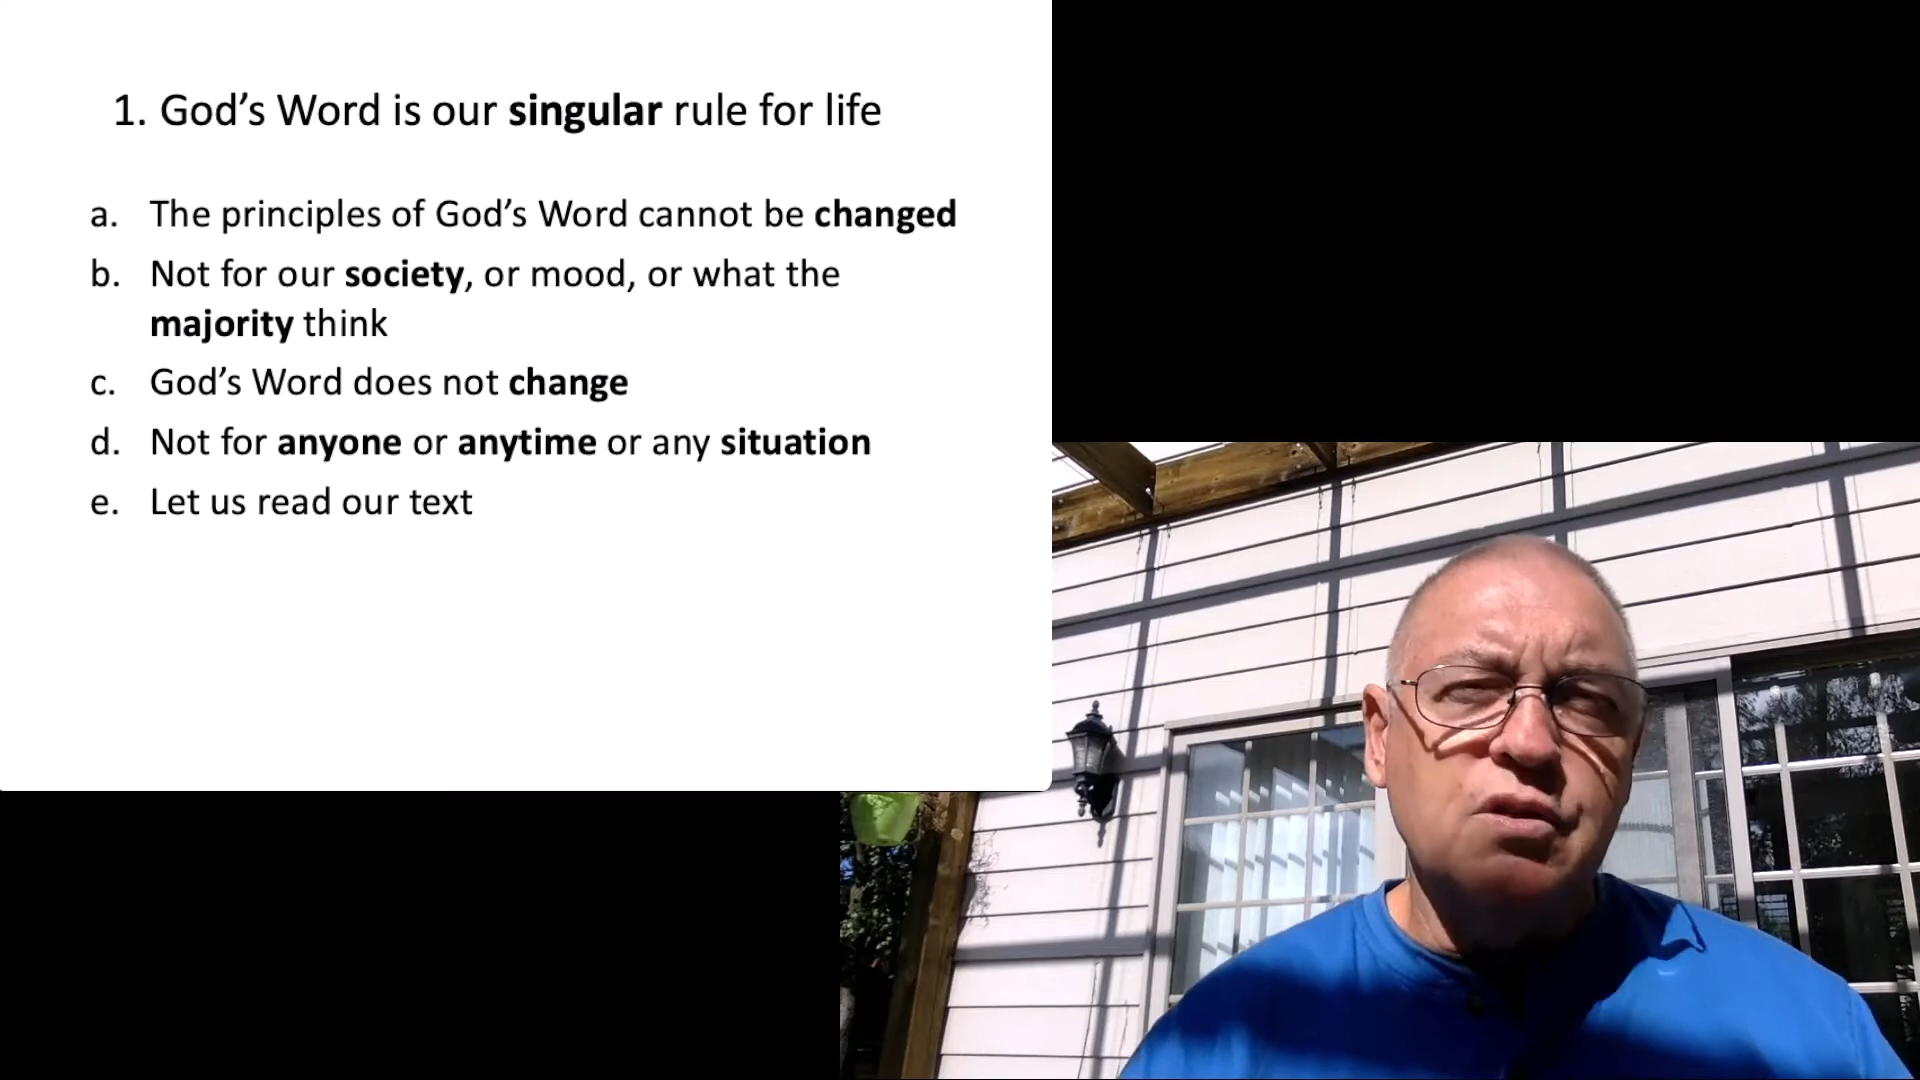 1. God’s Word is our singular rule for life
a. The principles of God’s Word cannot be changed
b. Not for our society, or mood, or what the
majority think
c. God’s Word does not change
d. Not for anyone or anytime or any situation
e. Let us read our text